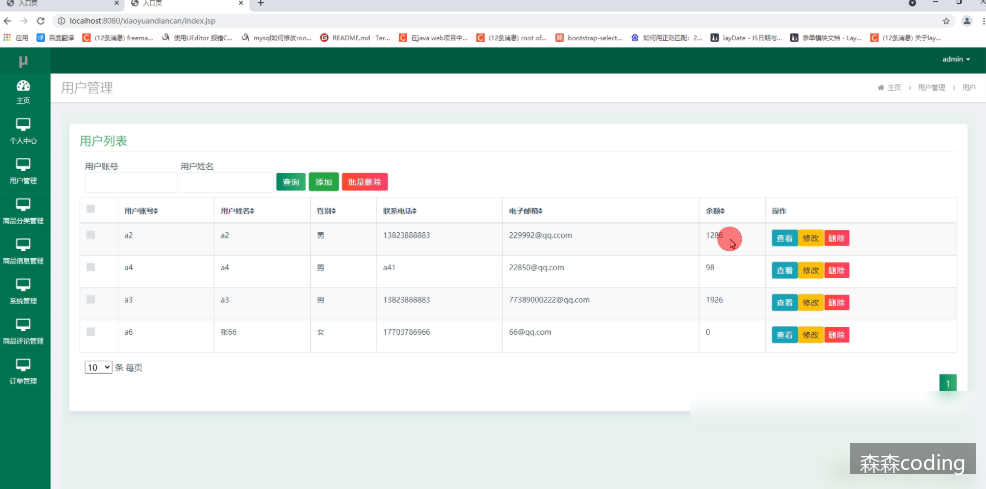 入口页
入口页
localhost:8080/xiaoyuandiancan/index.jsp
应用
百度翻译
(12条消息) freema...
使用UEditor 报错C...
mysql如何修改roo...
README.md · Ter...
在java web项目中...
(12条消息) root of...
bootstrap-select...
如何用正则匹配：2...
layDate - JS日期与...
表单模块文档 - Lay...
(12条消息) 关于lay...
μ
admin
主页
个人中心
用户管理
商品分类管理
商品信息管理
系统管理
商品评论管理
订单管理
用户管理
主页 > 用户管理 > 用户
用户列表
用户账号 用户姓名
查询 添加 批量删除
用户账号 用户姓名 性别 联系电话 电子邮箱 余额 操作
a2 a2 男 13823888883 229992@qq.ccom 1286 查看 修改 删除
a4 a4 男 a41 22850@qq.com 98 查看 修改 删除
a3 a3 男 13823888883 77389000222@qq.com 1926 查看 修改 删除
a6 张66 女 17703786966 66@qq.com 0 查看 修改 删除
10 条 每页
1
森森coding